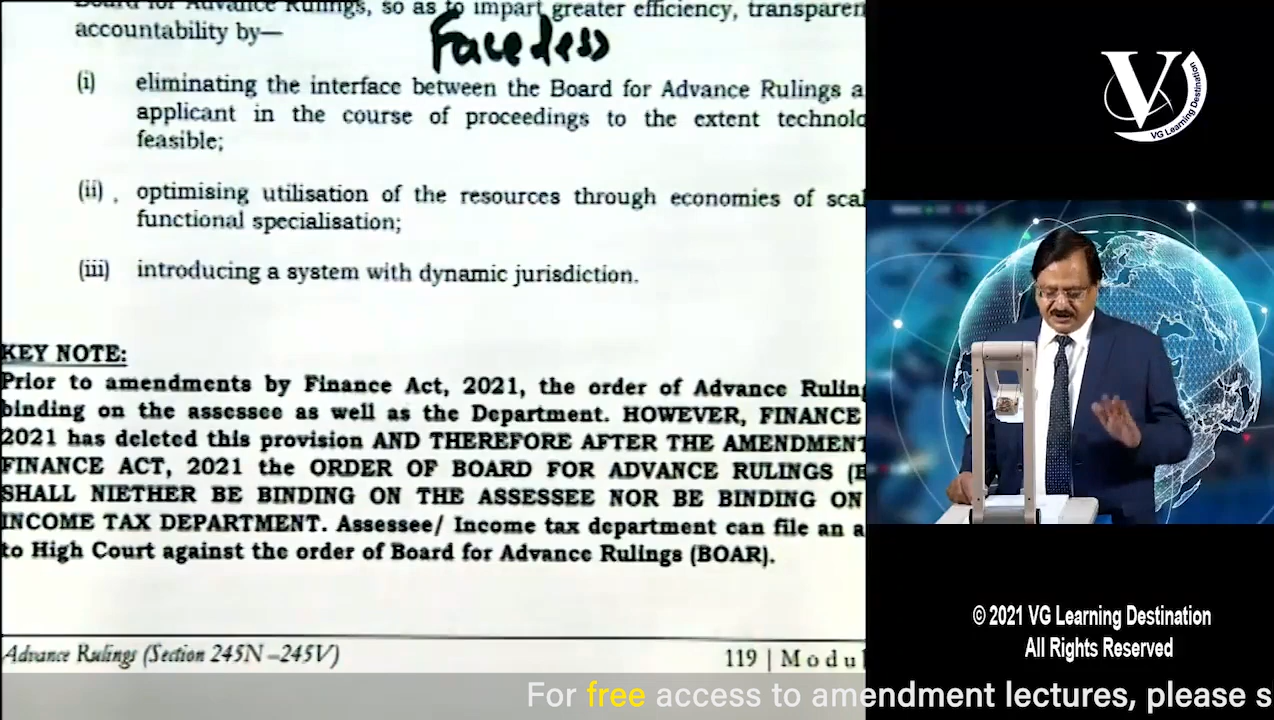 Board for Advance Rulings, so as to impart greater efficiency, transparen
accountability by—
Faceless
(i) eliminating the interface between the Board for Advance Rulings a
applicant in the course of proceedings to the extent technolo
feasible;
(ii) optimising utilisation of the resources through economies of scal
functional specialisation;
(iii) introducing a system with dynamic jurisdiction.
KEY NOTE:
Prior to amendments by Finance Act, 2021, the order of Advance Ruling
binding on the assessee as well as the Department. HOWEVER, FINANCE
2021 has deleted this provision AND THEREFORE AFTER THE AMENDMENT
FINANCE ACT, 2021 the ORDER OF BOARD FOR ADVANCE RULINGS (B
SHALL NIETHER BE BINDING ON THE ASSESSEE NOR BE BINDING ON
INCOME TAX DEPARTMENT. Assessee/ Income tax department can file an a
to High Court against the order of Board for Advance Rulings (BOAR).
Advance Rulings (Section 245N –245V)
119 | Modul
V
VG Learning Destination
© 2021 VG Learning Destination
All Rights Reserved
For free access to amendment lectures, please s